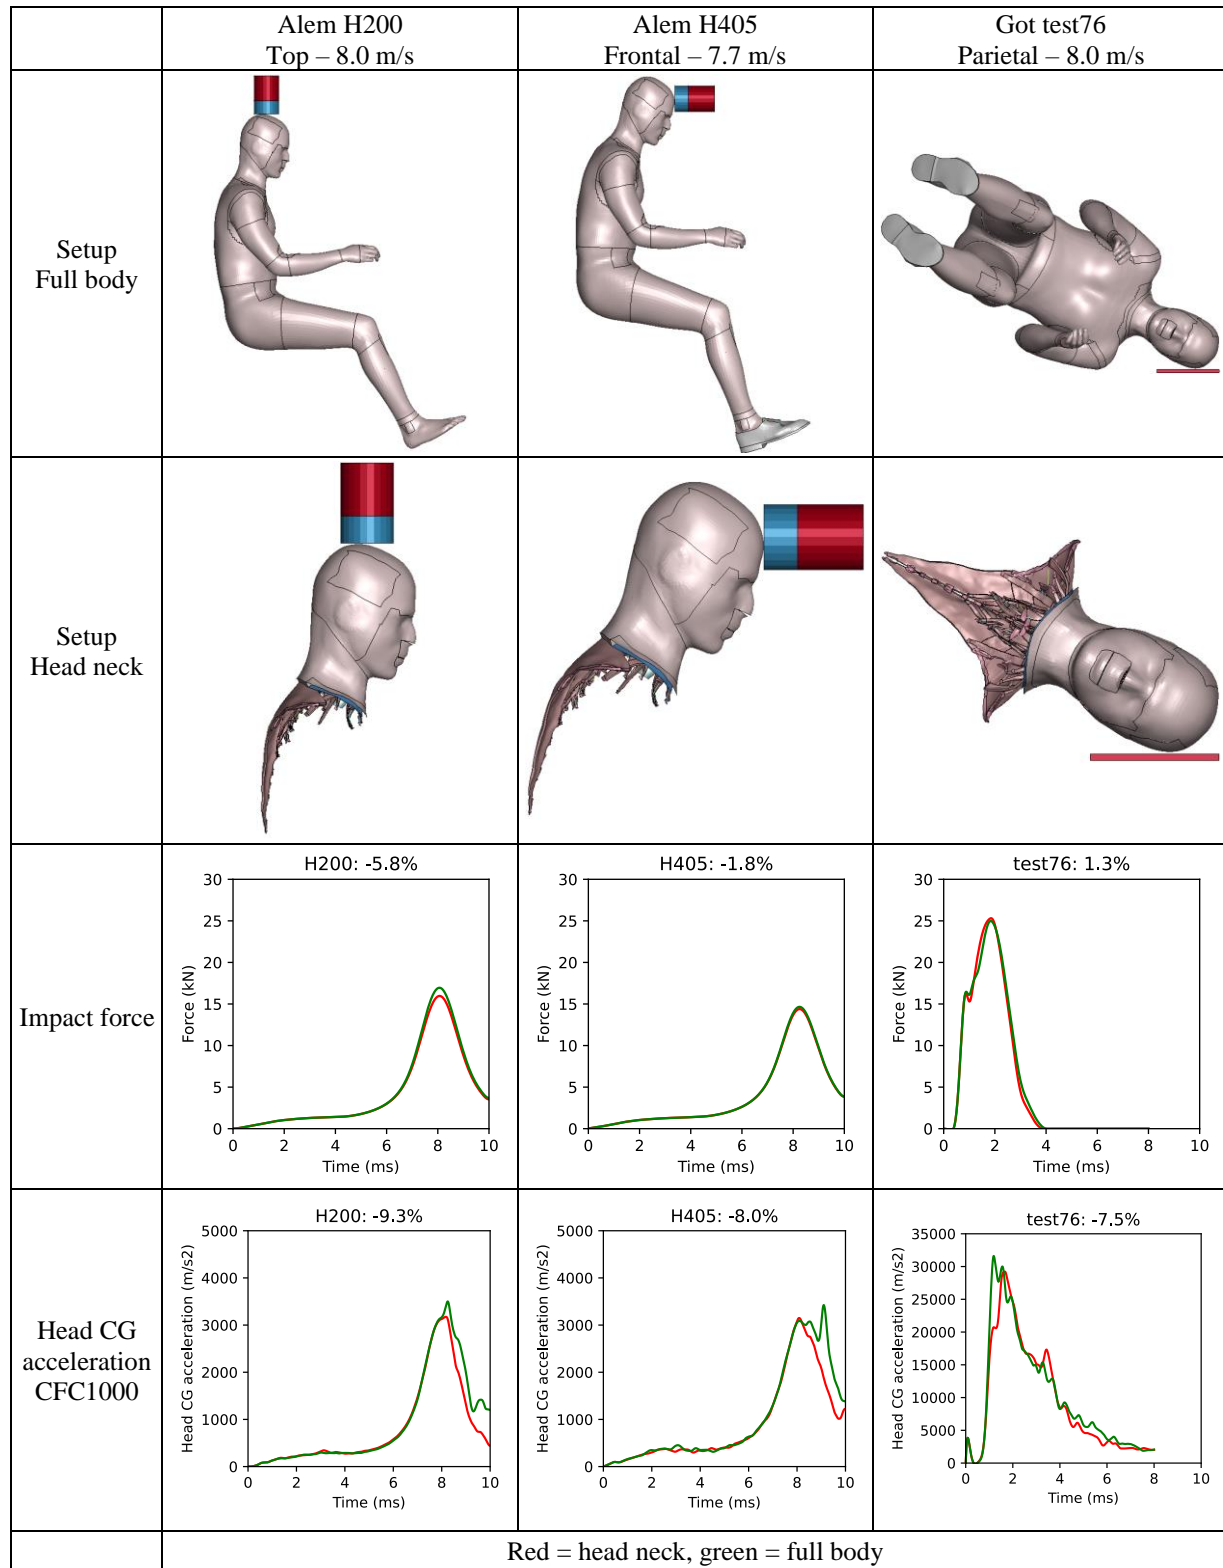 Alem H200
Top – 8.0 m/s
Alem H405
Frontal – 7.7 m/s
Got test76
Parietal – 8.0 m/s
Setup
Full body
Setup
Head neck
Impact force
H200: -5.8%
30
25
20
15
10
5
0
Force (kN)
0 2 4 6 8 10
Time (ms)
H405: -1.8%
30
25
20
15
10
5
0
Force (kN)
0 2 4 6 8 10
Time (ms)
test76: 1.3%
30
25
20
15
10
5
0
Force (kN)
0 2 4 6 8 10
Time (ms)
Head CG
acceleration
CFC1000
H200: -9.3%
5000
4000
3000
2000
1000
0
Head CG acceleration (m/s2)
0 2 4 6 8 10
Time (ms)
H405: -8.0%
5000
4000
3000
2000
1000
0
Head CG acceleration (m/s2)
0 2 4 6 8 10
Time (ms)
test76: -7.5%
35000
30000
25000
20000
15000
10000
5000
0
Head CG acceleration (m/s2)
0 2 4 6 8 10
Time (ms)
Red = head neck, green = full body